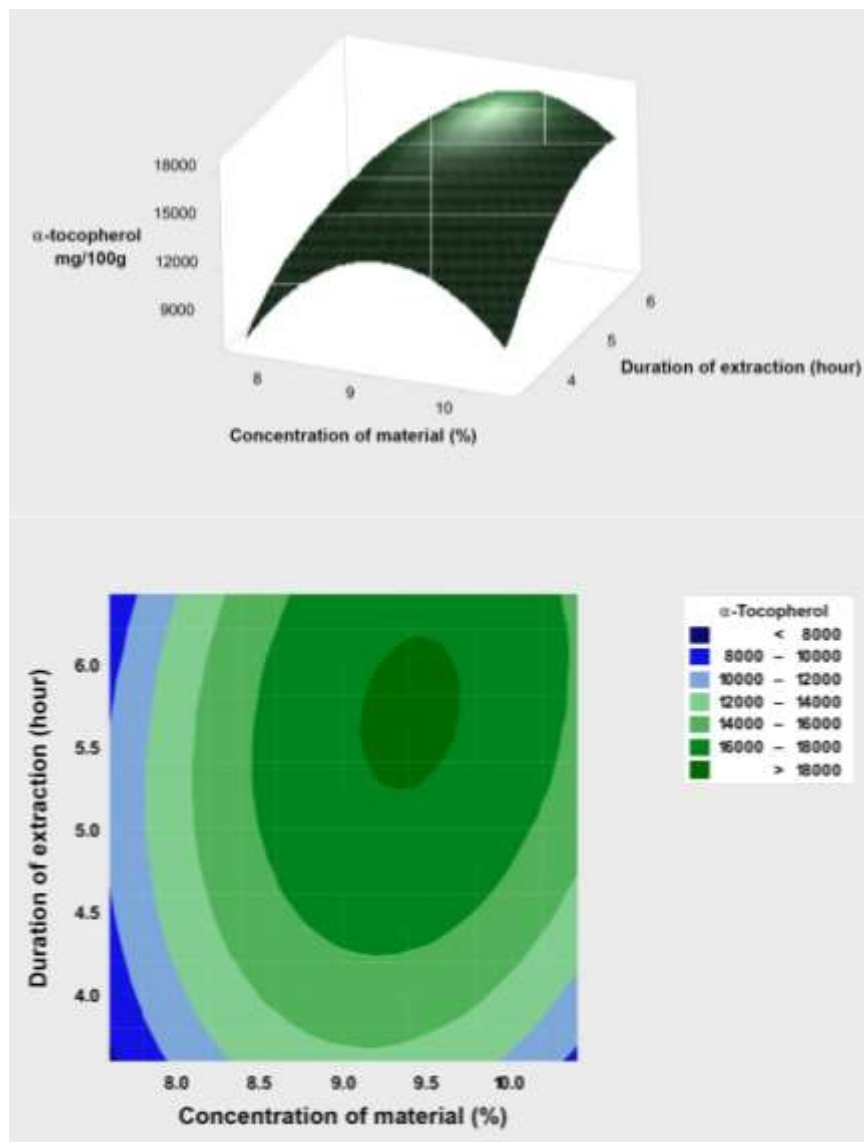 18000
α-tocopherol
mg/100g
15000
12000
9000
8
9
10
4
5
6
Duration of extraction (hour)
Concentration of material (%)
6.0
5.5
5.0
4.5
4.0
Duration of extraction (hour)
8.0 8.5 9.0 9.5 10.0
Concentration of material (%)
α-Tocopherol
< 8000
8000 – 10000
10000 – 12000
12000 – 14000
14000 – 16000
16000 – 18000
> 18000